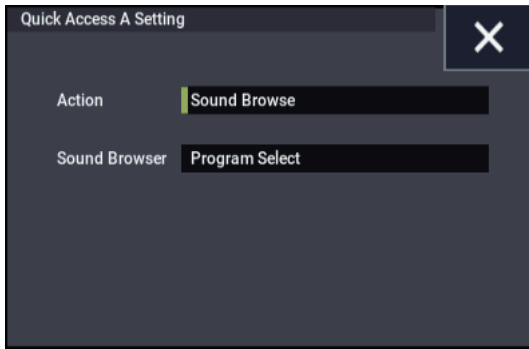 Quick Access A Setting
Action Sound Browse
Sound Browser Program Select